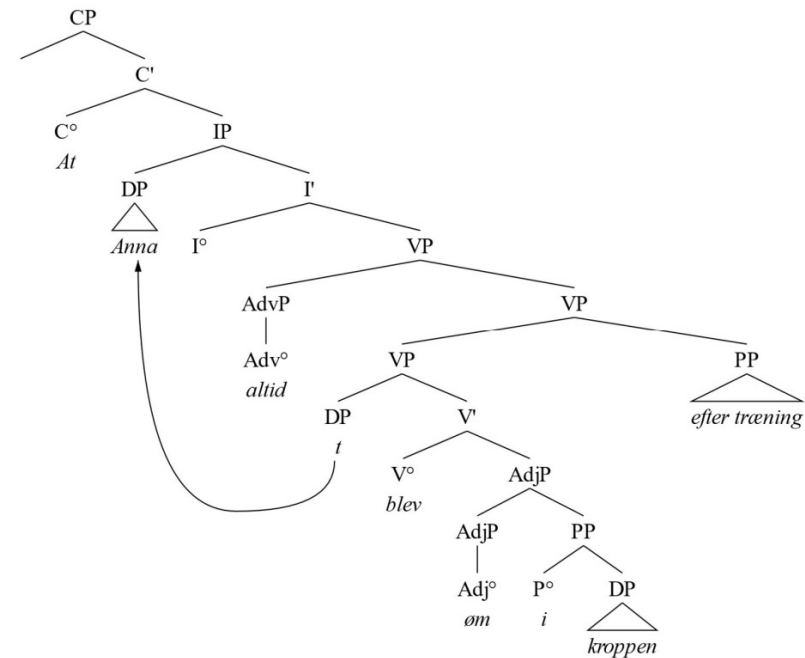 CP
C'
C° IP
At
DP I'
Anna I° VP
AdvP VP
Adv° VP PP
altid efter træning
DP V'
t
V° AdjP
blev
AdjP PP
Adj° P° DP
øm i
kroppen